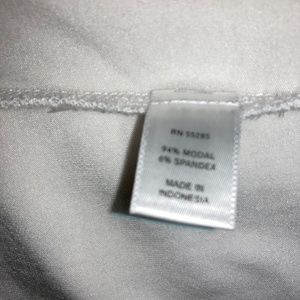 RN 55285
94% MODAL
6% SPANDEX
MADE IN
INDONESIA